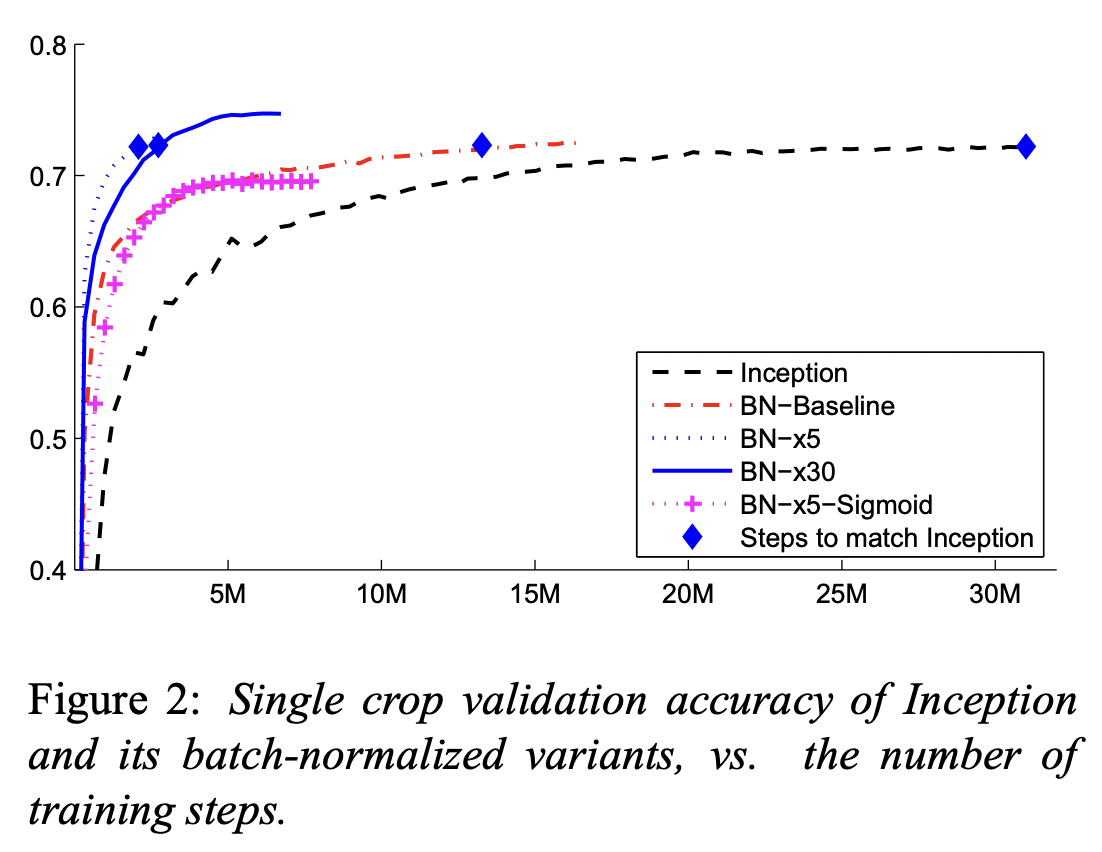 0.8
0.7
0.6
0.5
0.4
5M 10M 15M 20M 25M 30M
Inception
BN−Baseline
BN−x5
BN−x30
BN−x5−Sigmoid
Steps to match Inception
Figure 2: Single crop validation accuracy of Inception
and its batch-normalized variants, vs. the number of
training steps.